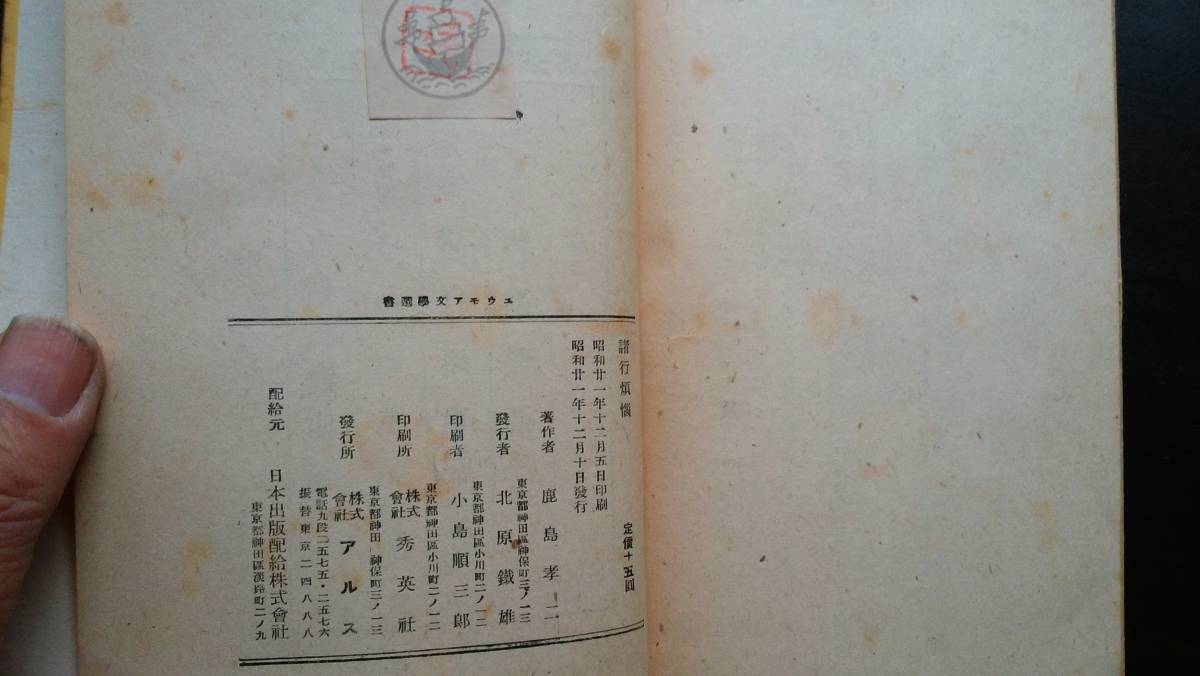 ユウモア文學選書
諸行煩惱
定價十五圓
昭和廿一年十二月五日印刷
昭和廿一年十二月十日發行
著作者 鹿島孝二
東京都神田區神保町三ノ一三
發行者 北原鐵雄
東京都神田區小川町二ノ一二
印刷者 小島順三郎
東京都神田區小川町二ノ一二
印刷所 株式會社 秀英社
東京都神田 神保町三ノ一三
發行所 株式會社 アルス
電話九段二五七五・二五七六
振替東京二四八八八
配給元 日本出版配給株式會社
東京都神田區淡路町二ノ九